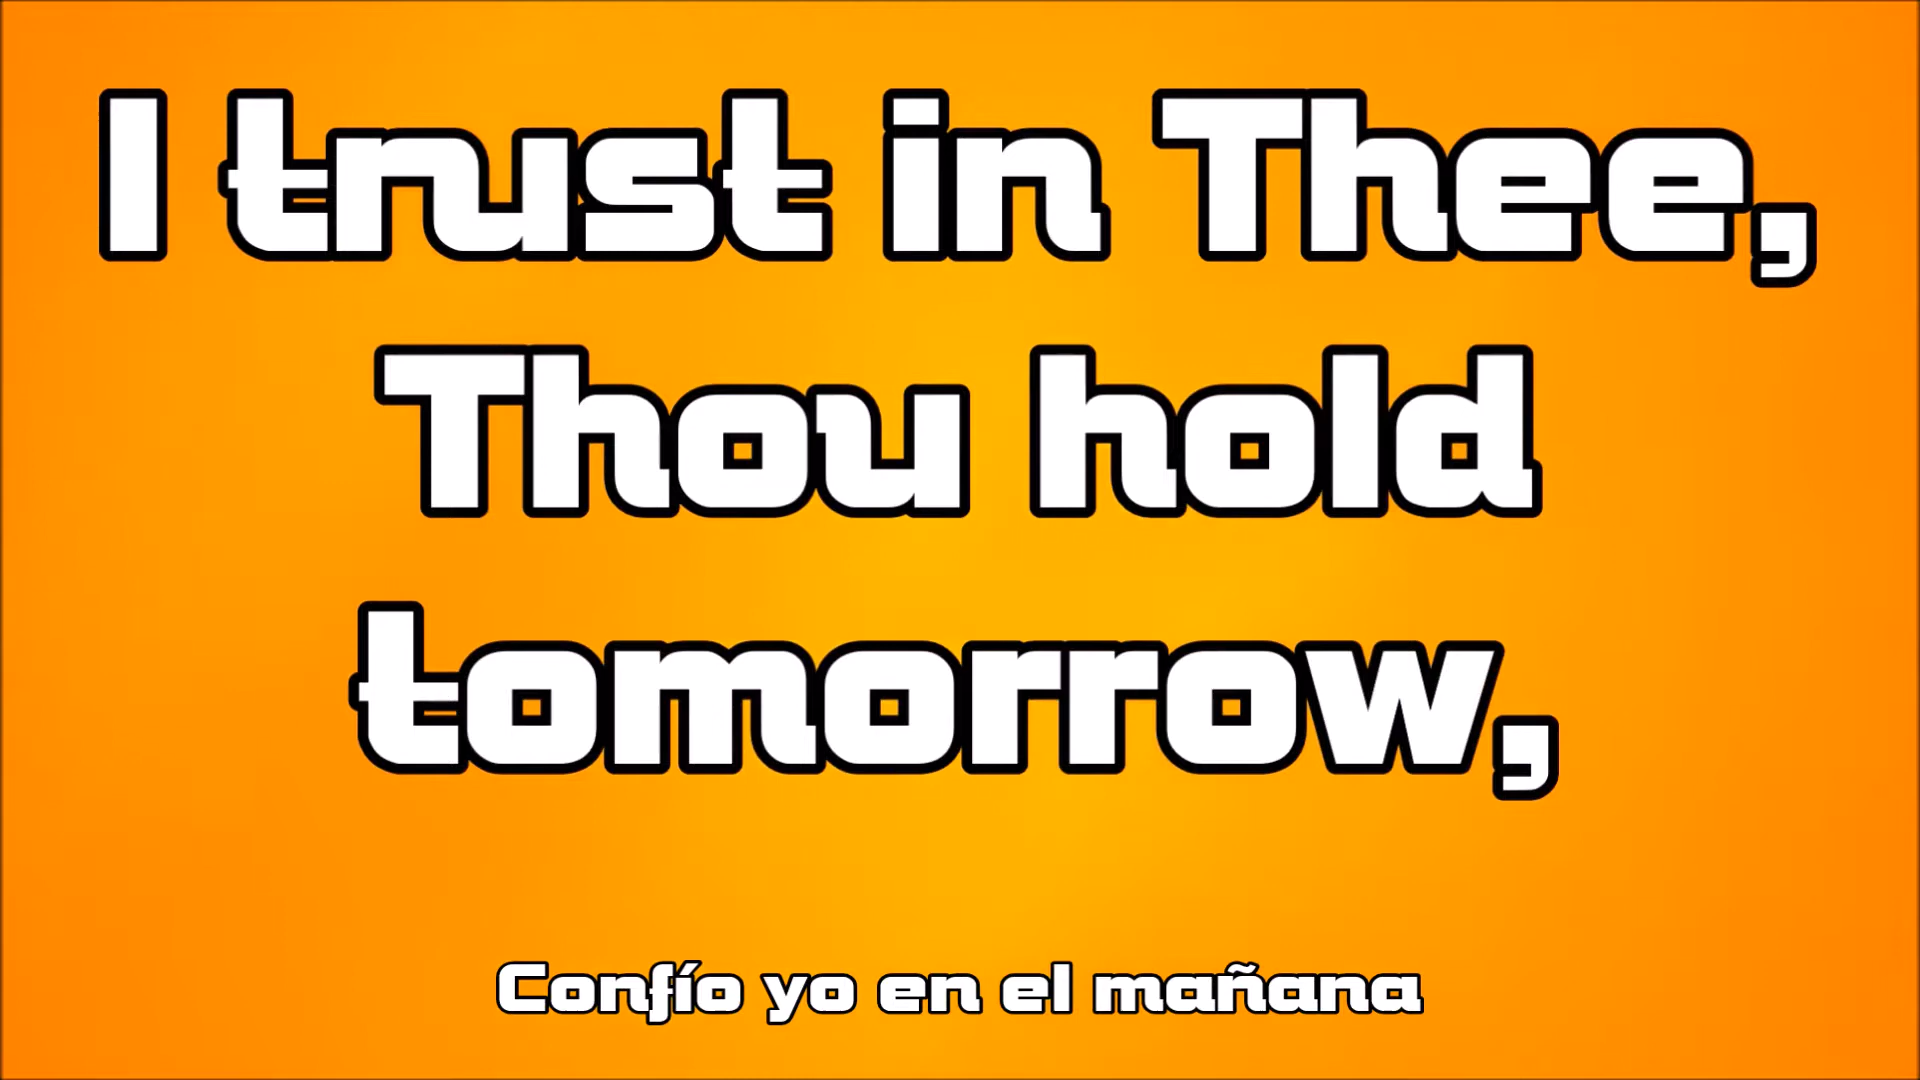 I trust in Thee,
Thou hold
tomorrow,
Confío yo en el mañana